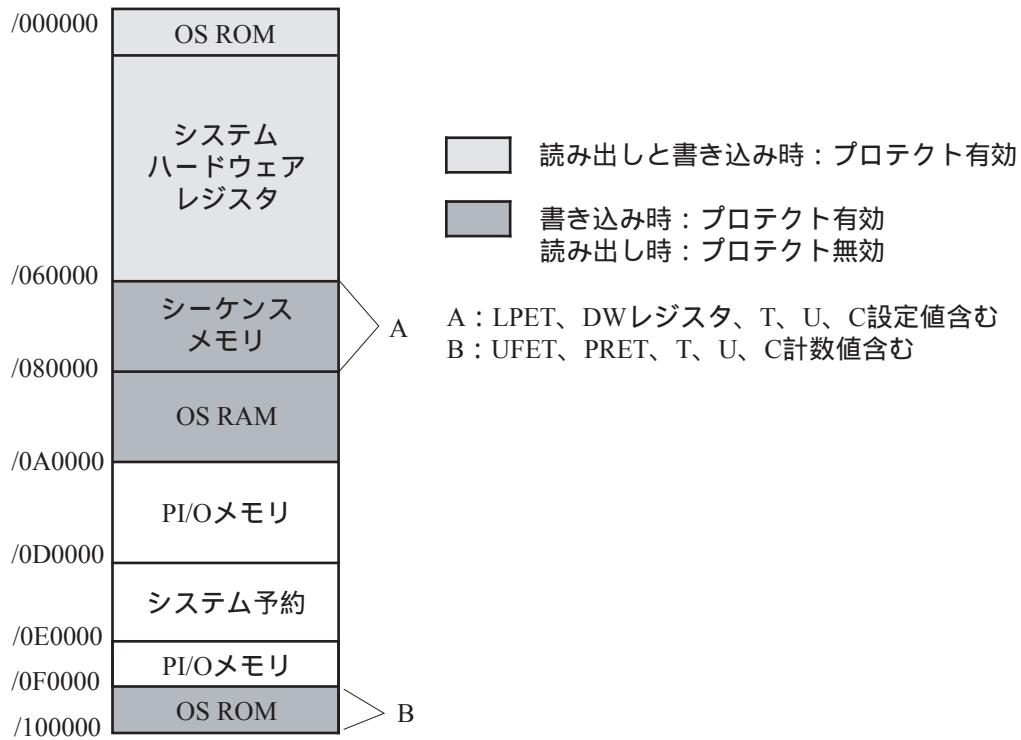 /000000
OS ROM
システム
ハードウェア
レジスタ
/060000
シーケンス
メモリ
A
/080000
OS RAM
/0A0000
PI/Oメモリ
/0D0000
システム予約
/0E0000
PI/Oメモリ
/0F0000
OS ROM
B
/100000
読み出しと書き込み時：プロテクト有効
書き込み時：プロテクト有効
読み出し時：プロテクト無効
A：LPET、DWレジスタ、T、U、C設定値含む
B：UFET、PRET、T、U、C計数値含む